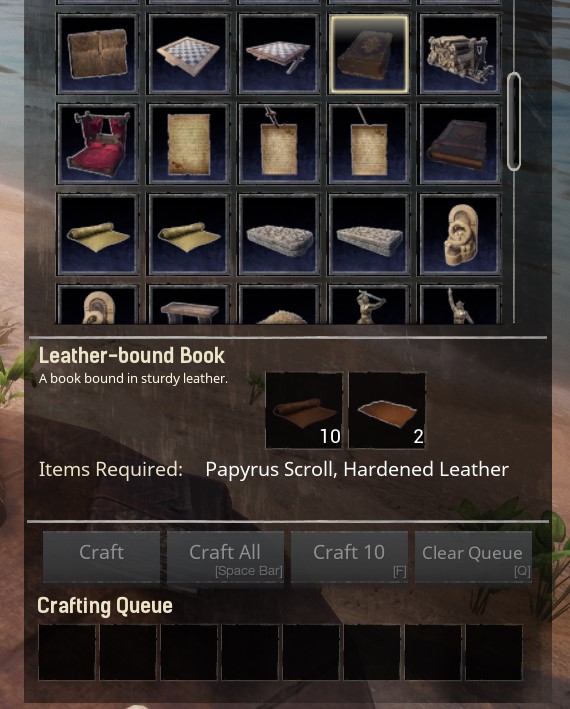 Leather-bound Book
A book bound in sturdy leather.
10
2
Items Required: Papyrus Scroll, Hardened Leather
Craft
Craft All
[Space Bar]
Craft 10
[F]
Clear Queue
[Q]
Crafting Queue